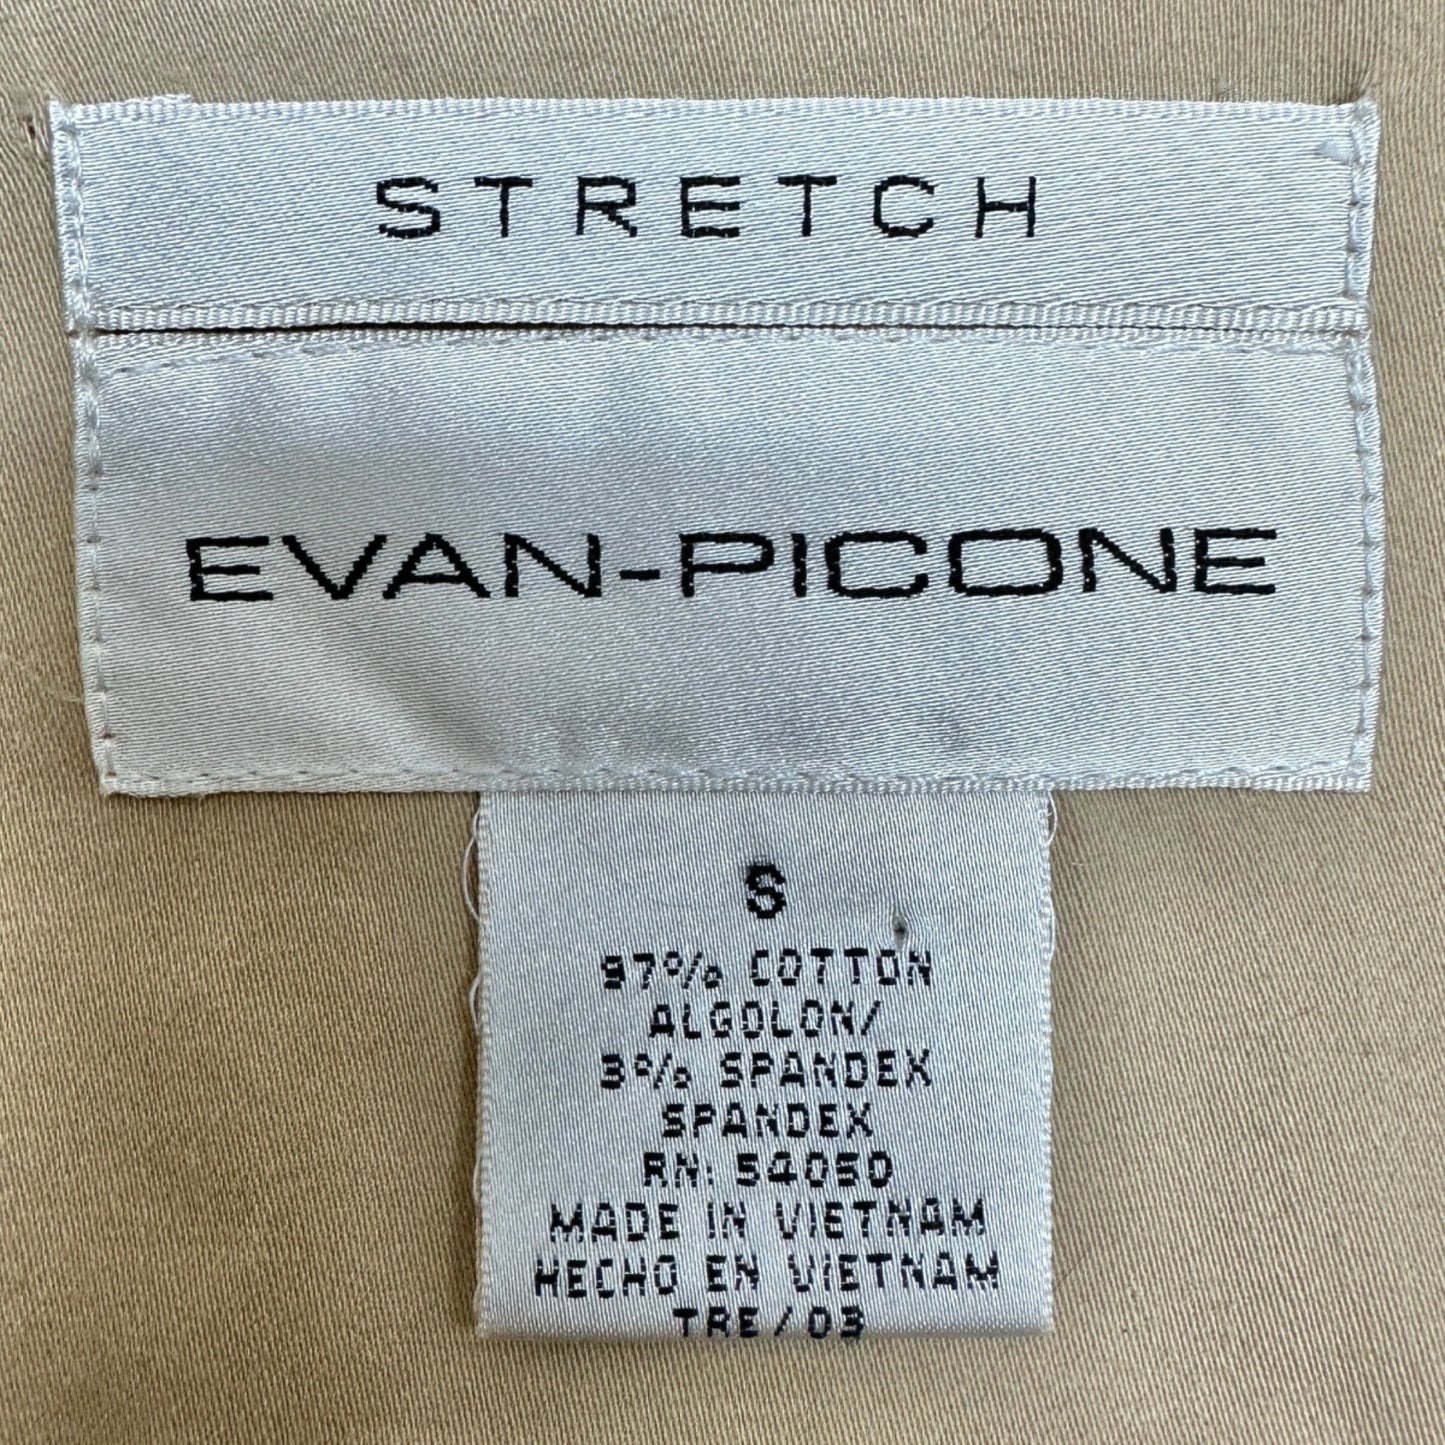 STRETCH
EVAN-PICONE
S
97% COTTON
ALGOLON/
3% SPANDEX
SPANDEX
RN: 54050
MADE IN VIETNAM
HECHO EN VIETNAM
TRE/03